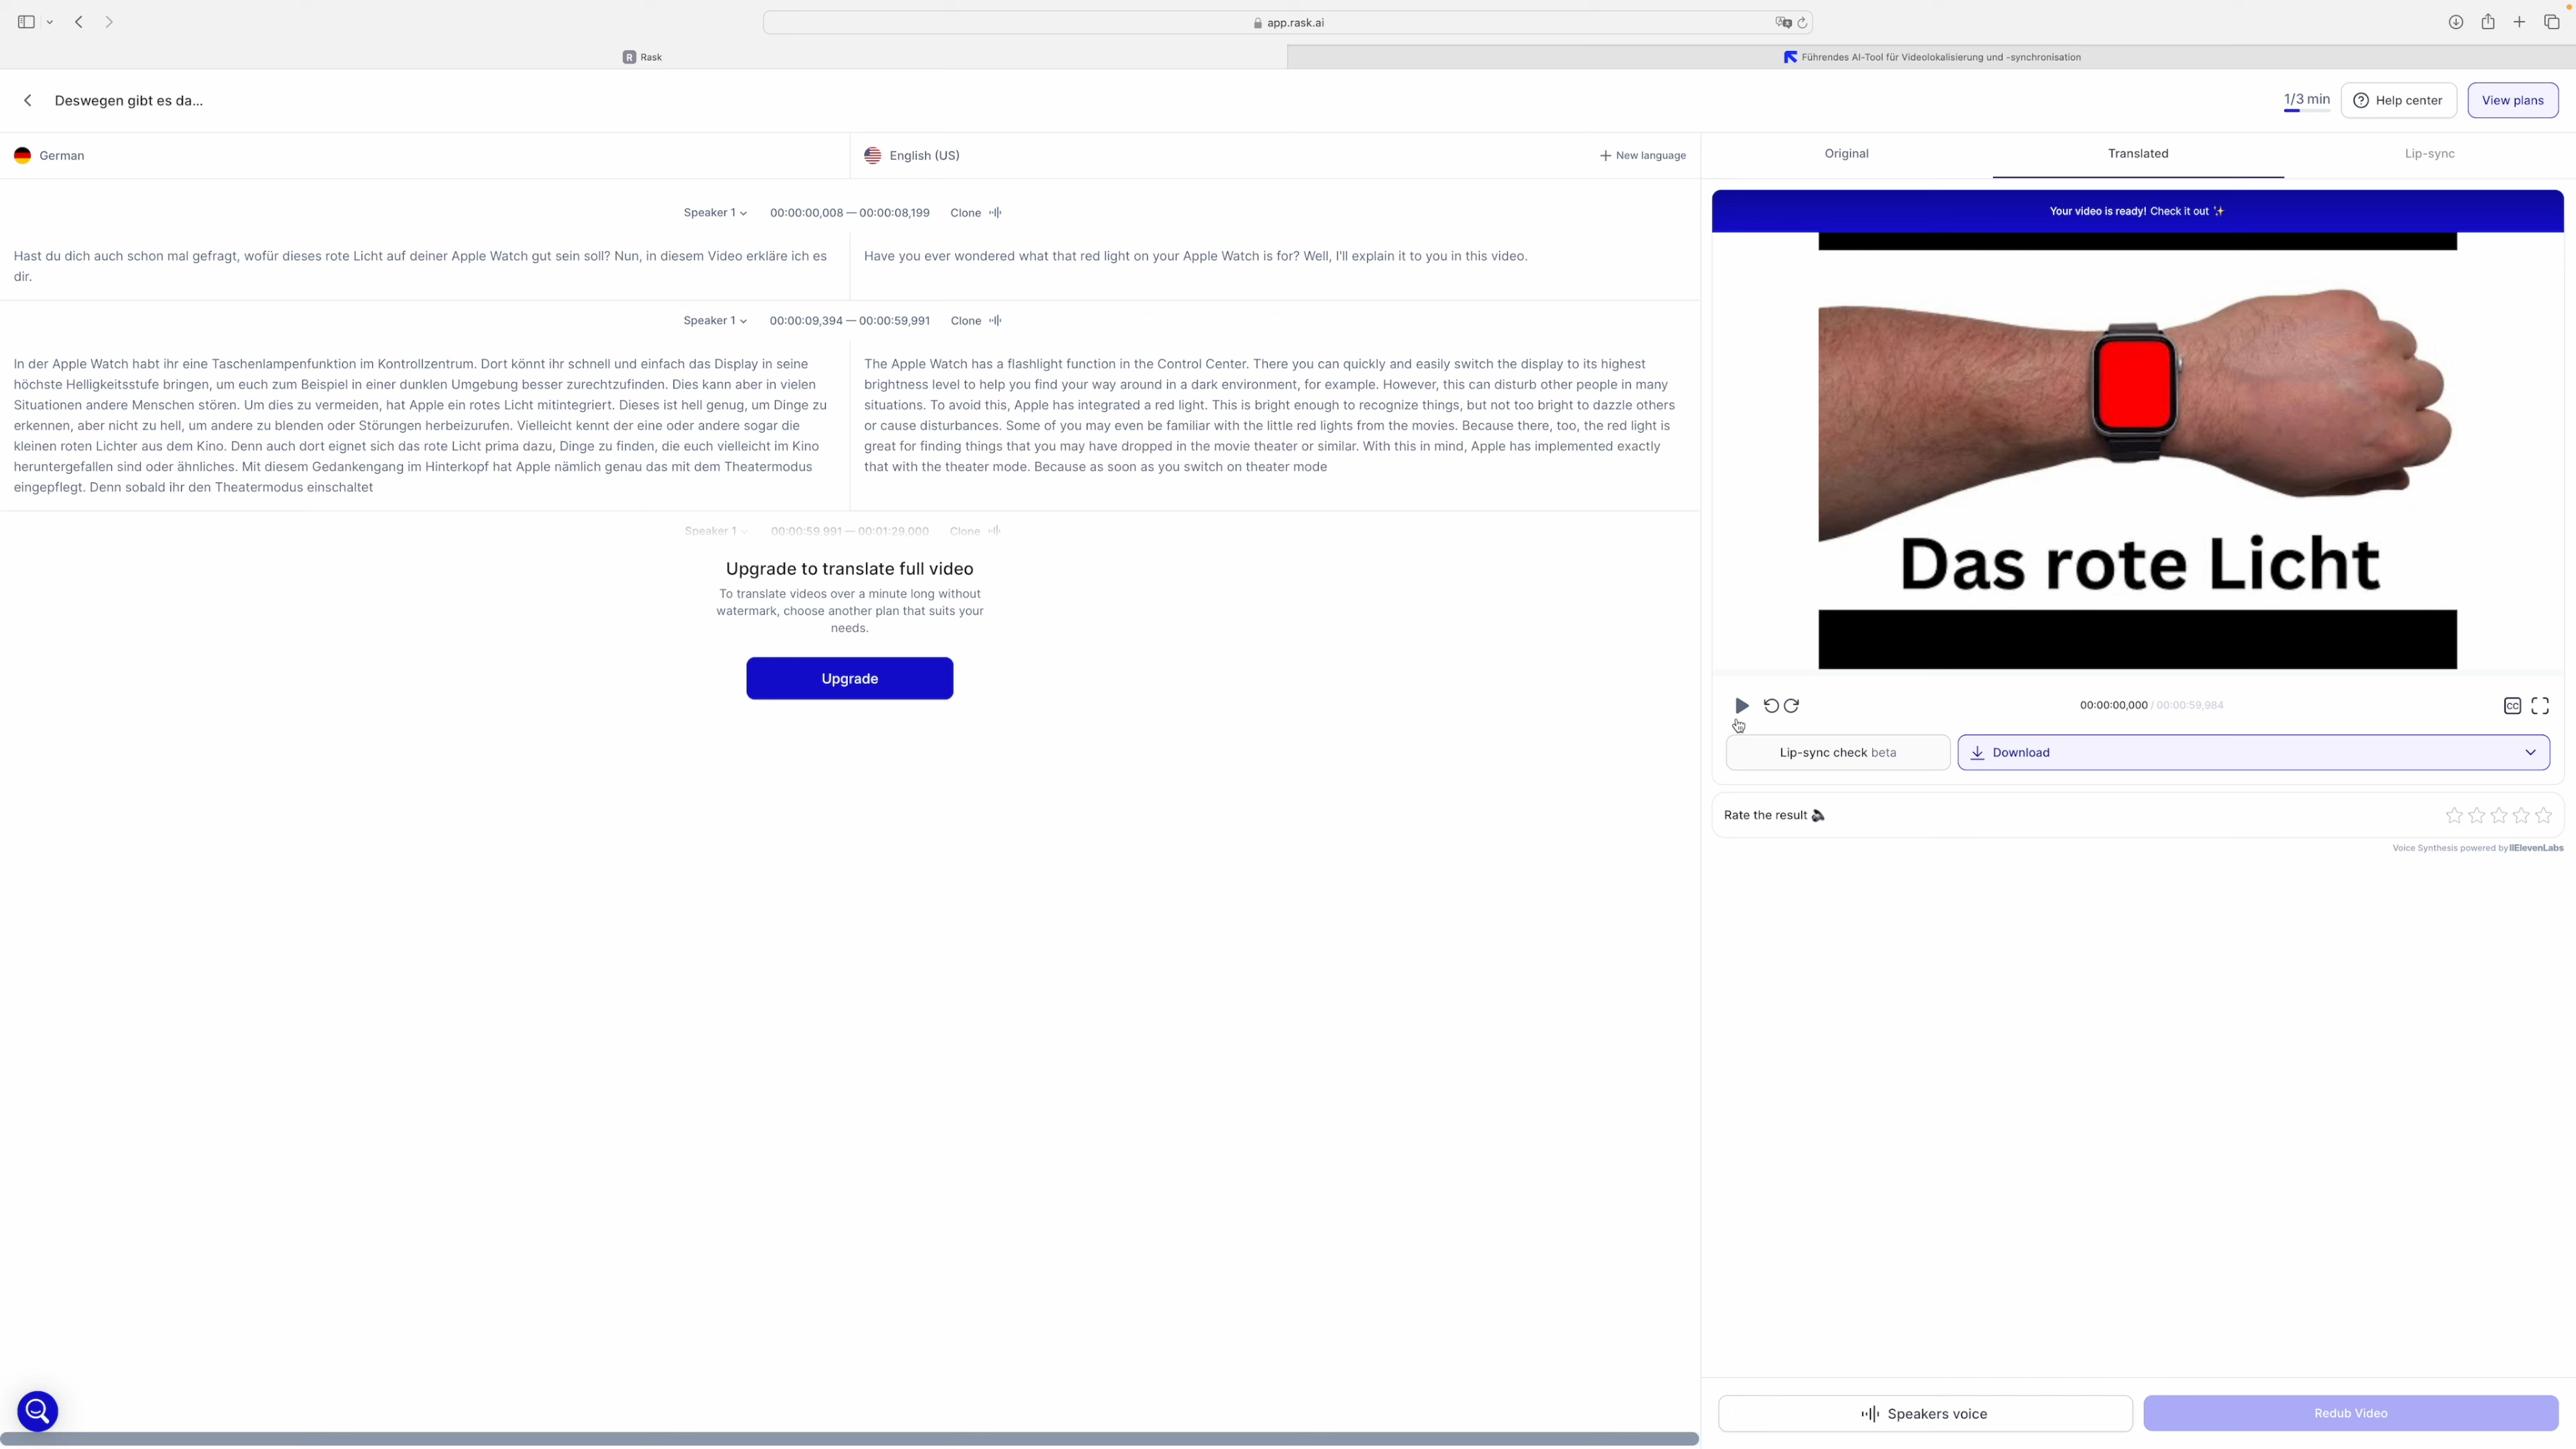 app.rask.ai
R Rask
Führendes AI-Tool für Videolokalisierung und -synchronisation
Deswegen gibt es da...
1/3 min
Help center
View plans
German
English (US)
New language
Original
Translated
Lip-sync
Your video is ready! Check it out
Speaker 1
00:00:00,008 — 00:00:08,199
Clone
Hast du dich auch schon mal gefragt, wofür dieses rote Licht auf deiner Apple Watch gut sein soll? Nun, in diesem Video erkläre ich es
dir.
Have you ever wondered what that red light on your Apple Watch is for? Well, I'll explain it to you in this video.
Speaker 1
00:00:09,394 — 00:00:59,991
Clone
In der Apple Watch habt ihr eine Taschenlampenfunktion im Kontrollzentrum. Dort könnt ihr schnell und einfach das Display in seine
höchste Helligkeitsstufe bringen, um euch zum Beispiel in einer dunklen Umgebung besser zurechtzufinden. Dies kann aber in vielen
Situationen andere Menschen stören. Um dies zu vermeiden, hat Apple ein rotes Licht mitintegriert. Dieses ist hell genug, um Dinge zu
erkennen, aber nicht zu hell, um andere zu blenden oder Störungen herbeizurufen. Vielleicht kennt der eine oder andere sogar die
kleinen roten Lichter aus dem Kino. Denn auch dort eignet sich das rote Licht prima dazu, Dinge zu finden, die euch vielleicht im Kino
heruntergefallen sind oder ähnliches. Mit diesem Gedankengang im Hinterkopf hat Apple nämlich genau das mit dem Theatermodus
eingepflegt. Denn sobald ihr den Theatermodus einschaltet
The Apple Watch has a flashlight function in the Control Center. There you can quickly and easily switch the display to its highest
brightness level to help you find your way around in a dark environment, for example. However, this can disturb other people in many
situations. To avoid this, Apple has integrated a red light. This is bright enough to recognize things, but not too bright to dazzle others
or cause disturbances. Some of you may even be familiar with the little red lights from the movies. Because there, too, the red light is
great for finding things that you may have dropped in the movie theater or similar. With this in mind, Apple has implemented exactly
that with the theater mode. Because as soon as you switch on theater mode
Speaker 1
00:00:59,991 — 00:01:29,000
Clone
Upgrade to translate full video
To translate videos over a minute long without
watermark, choose another plan that suits your
needs.
Upgrade
Das rote Licht
00:00:00,000 / 00:00:59,984
CC
Lip-sync check beta
Download
Rate the result
Voice Synthesis powered by IIElevenLabs
Speakers voice
Redub Video